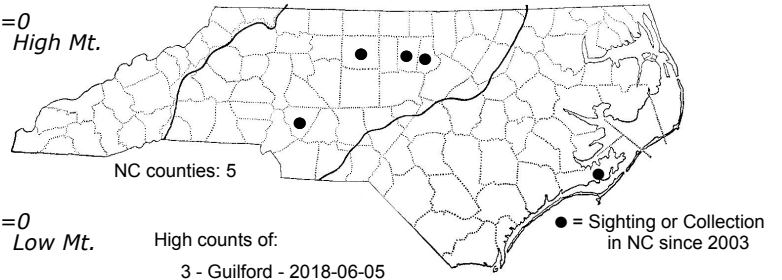 =0
High Mt.
NC counties: 5
=0
Low Mt.
High counts of:
3 - Guilford - 2018-06-05
● = Sighting or Collection
in NC since 2003